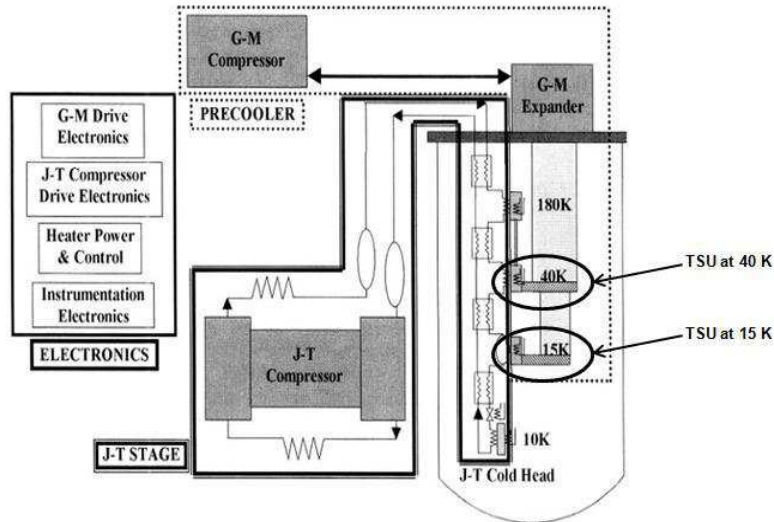 G-M
Compressor
G-M
Expander
PRECOOLER
G-M Drive
Electronics
J-T Compressor
Drive Electronics
Heater Power
& Control
Instrumentation
Electronics
ELECTRONICS
180K
40K
TSU at 40 K
15K
TSU at 15 K
J-T
Compressor
10K
J-T STAGE
J-T Cold Head